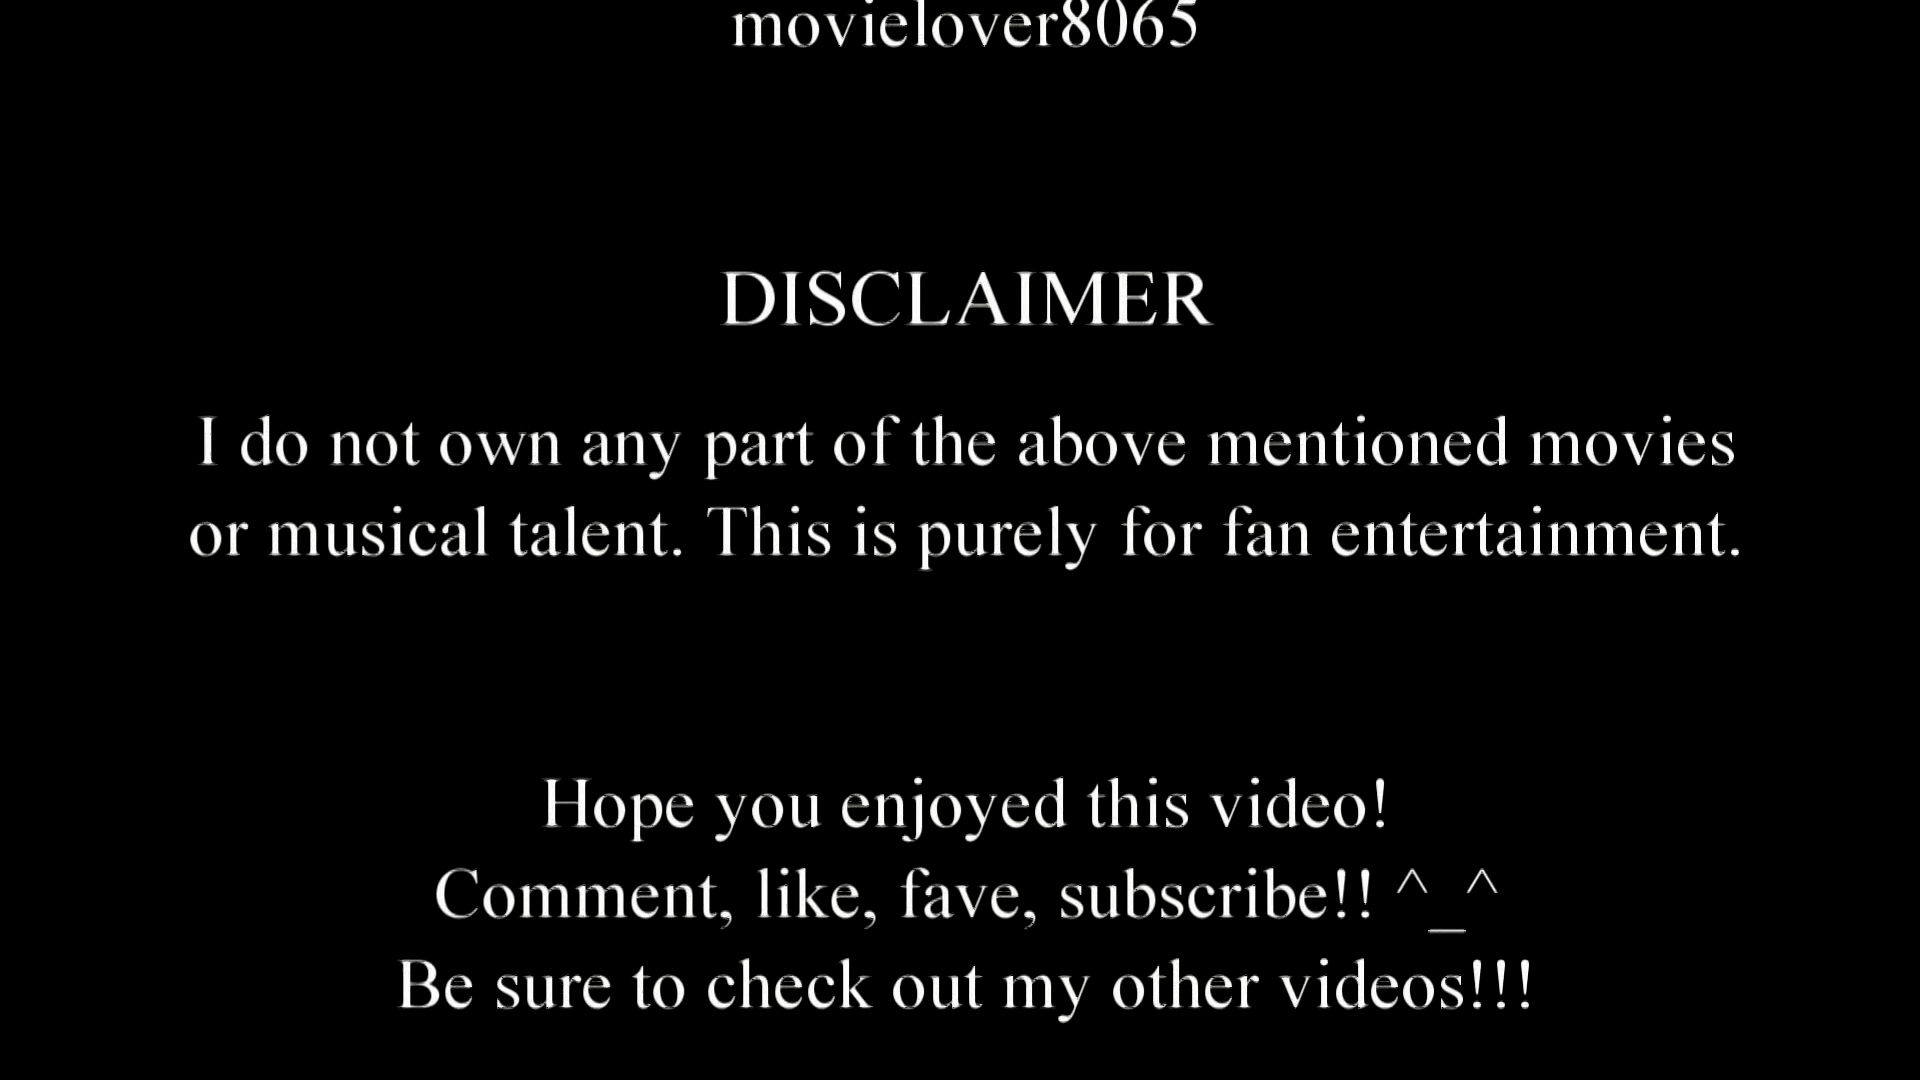 movielover8065
DISCLAIMER
I do not own any part of the above mentioned movies
or musical talent. This is purely for fan entertainment.
Hope you enjoyed this video!
Comment, like, fave, subscribe!! ^_^
Be sure to check out my other videos!!!